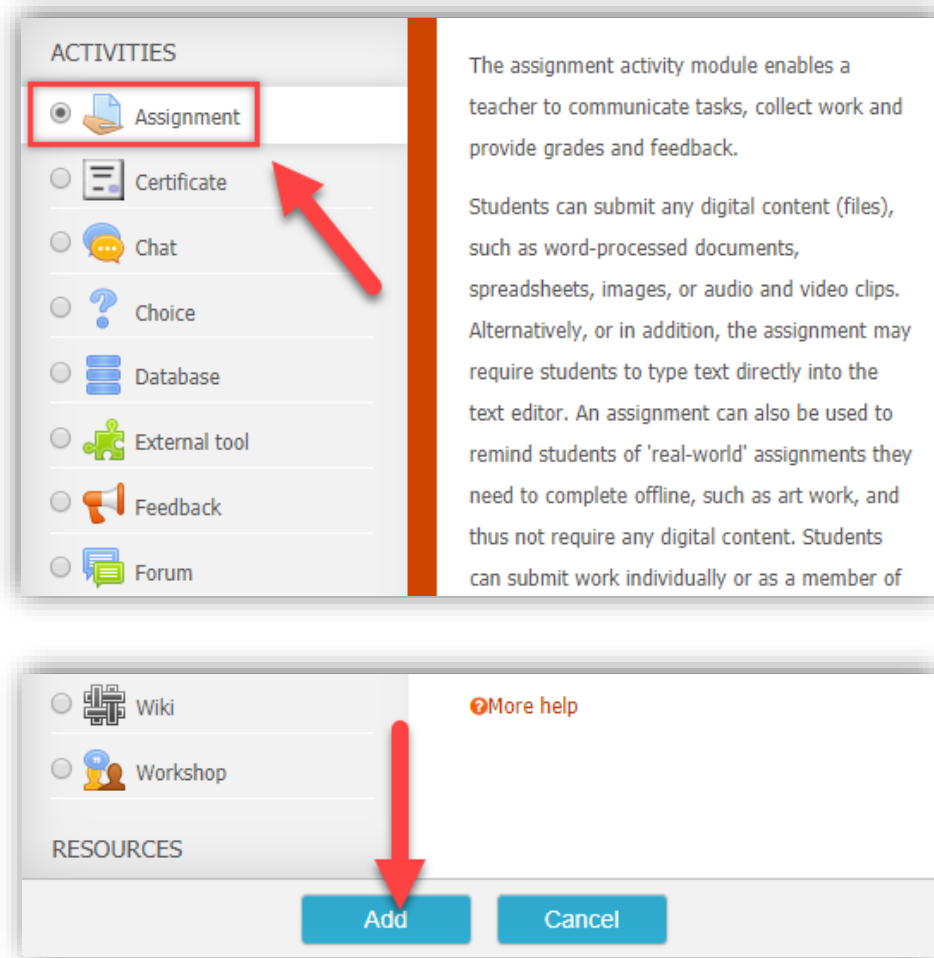 ACTIVITIES
Assignment
Certificate
Chat
Choice
Database
External tool
Feedback
Forum
The assignment activity module enables a
teacher to communicate tasks, collect work and
provide grades and feedback.
Students can submit any digital content (files),
such as word-processed documents,
spreadsheets, images, or audio and video clips.
Alternatively, or in addition, the assignment may
require students to type text directly into the
text editor. An assignment can also be used to
remind students of 'real-world' assignments they
need to complete offline, such as art work, and
thus not require any digital content. Students
can submit work individually or as a member of
Wiki
Workshop
RESOURCES
More help
Add
Cancel